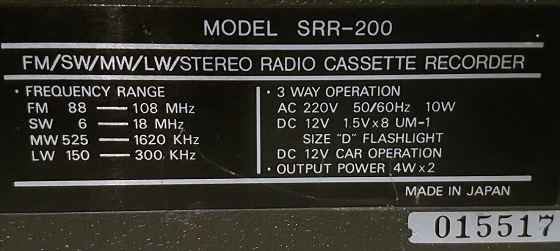 MODEL SRR-200
FM/SW/MW/LW/STEREO RADIO CASSETTE RECORDER
· FREQUENCY RANGE
FM 88 — 108 MHz
SW 6 — 18 MHz
MW 525 — 1620 KHz
LW 150 — 300 KHz
· 3 WAY OPERATION
AC 220V 50/60Hz 10W
DC 12V 1.5V×8 UM-1
SIZE "D" FLASHLIGHT
DC 12V CAR OPERATION
· OUTPUT POWER 4W×2
MADE IN JAPAN
015517